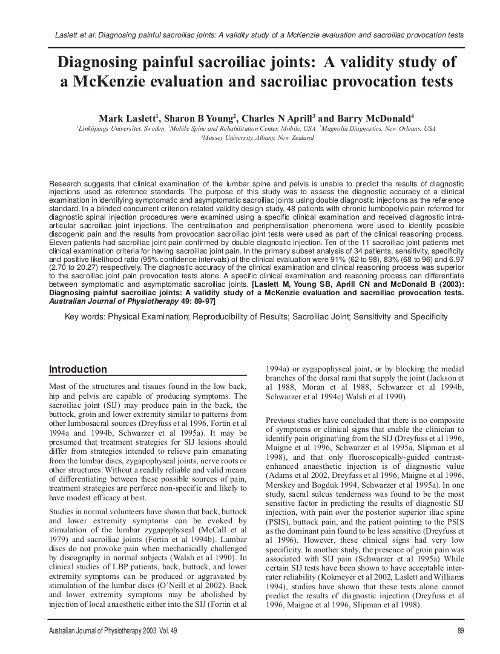 Laslett et al: Diagnosing painful sacroiliac joints: A validity study of a McKenzie evaluation and sacroiliac provocation tests
Diagnosing painful sacroiliac joints: A validity study of
a McKenzie evaluation and sacroiliac provocation tests
Mark Laslett1, Sharon B Young2, Charles N Aprill3 and Barry McDonald4
1Linköpings Universitet, Sweden 2Mobile Spine and Rehabilitation Center, Mobile, USA 3Magnolia Diagnostics, New Orleans, USA
4Massey University, Albany, New Zealand
Research suggests that clinical examination of the lumbar spine and pelvis is unable to predict the results of diagnostic
injections used as reference standards. The purpose of this study was to assess the diagnostic accuracy of a clinical
examination in identifying symptomatic and asymptomatic sacroiliac joints using double diagnostic injections as the reference
standard. In a blinded concurrent criterion-related validity design study, 48 patients with chronic lumbopelvic pain referred for
diagnostic spinal injection procedures were examined using a specific clinical examination and received diagnostic intra-
articular sacroiliac joint injections. The centralisation and peripheralisation phenomena were used to identify possible
discogenic pain and the results from provocation sacroiliac joint tests were used as part of the clinical reasoning process.
Eleven patients had sacroiliac joint pain confirmed by double diagnostic injection. Ten of the 11 sacroiliac joint patients met
clinical examination criteria for having sacroiliac joint pain. In the primary subset analysis of 34 patients, sensitivity, specificity
and positive likelihood ratio (95% confidence intervals) of the clinical evaluation were 91% (62 to 98), 83% (68 to 96) and 6.97
(2.70 to 20.27) respectively. The diagnostic accuracy of the clinical examination and clinical reasoning process was superior
to the sacroiliac joint pain provocation tests alone. A specific clinical examination and reasoning process can differentiate
between symptomatic and asymptomatic sacroiliac joints. [Laslett M, Young SB, Aprill CN and McDonald B (2003):
Diagnosing painful sacroiliac joints: A validity study of a McKenzie evaluation and sacroiliac provocation tests.
Australian Journal of Physiotherapy 49: 89-97]
Key words: Physical Examination; Reproducibility of Results; Sacroiliac Joint; Sensitivity and Specificity
Introduction
Most of the structures and tissues found in the low back,
hip and pelvis are capable of producing symptoms. The
sacroiliac joint (SIJ) may produce pain in the back, the
buttock, groin and lower extremity similar to patterns from
other lumbosacral sources (Dreyfuss et al 1996, Fortin et al
1994a and 1994b, Schwarzer et al 1995a). It may be
presumed that treatment strategies for SIJ lesions should
differ from strategies intended to relieve pain emanating
from the lumbar discs, zygapophyseal joints, nerve roots or
other structures. Without a readily reliable and valid means
of differentiating between these possible sources of pain,
treatment strategies are perforce non-specific and likely to
have modest efficacy at best.
Studies in normal volunteers have shown that back, buttock
and lower extremity symptoms can be evoked by
stimulation of the lumbar zygapophyseal (McCall et al
1979) and sacroiliac joints (Fortin et al 1994b). Lumbar
discs do not provoke pain when mechanically challenged
by discography in normal subjects (Walsh et al 1990). In
clinical studies of LBP patients, back, buttock, and lower
extremity symptoms can be produced or aggravated by
stimulation of the lumbar discs (O'Neill et al 2002). Back
and lower extremity symptoms may be abolished by
injection of local anaesthetic either into the SIJ (Fortin et al
1994a) or zygapophyseal joint, or by blocking the medial
branches of the dorsal rami that supply the joint (Jackson et
al 1988, Moran et al 1988, Schwarzer et al 1994b,
Schwarzer et al 1994c) Walsh et al 1990).
Previous studies have concluded that there is no composite
of symptoms or clinical signs that enable the clinician to
identify pain originathing from the SIJ (Dreyfuss et al 1996,
Maigne et al 1996, Schwarzer et al 1995a, Slipman et al
1998), and that only fluoroscopically-guided contrast-
enhanced anaesthetic injection is of diagnostic value
(Adams et al 2002, Dreyfuss et al 1996, Maigne et al 1996,
Merskey and Bogduk 1994, Schwarzer et al 1995a). In one
study, sacral sulcus tenderness was found to be the most
sensitive factor in predicting the results of diagnostic SIJ
injection, with pain over the posterior superior iliac spine
(PSIS), buttock pain, and the patient pointing to the PSIS
as the dominant pain found to be less sensitive (Dreyfuss et
al 1996). However, these clinical signs had very low
specificity. In another study, the presence of groin pain was
associated with SIJ pain (Schwarzer et al 1995a) While
certain SIJ tests have been shown to have acceptable inter-
rater reliability (Kokmeyer et al 2002, Laslett and Williams
1994), studies have shown that these tests alone cannot
predict the results of diagnostic injection (Dreyfuss et al
1996, Maigne et al 1996, Slipman et al 1998).
Australian Journal of Physiotherapy 2003 Vol. 49
89